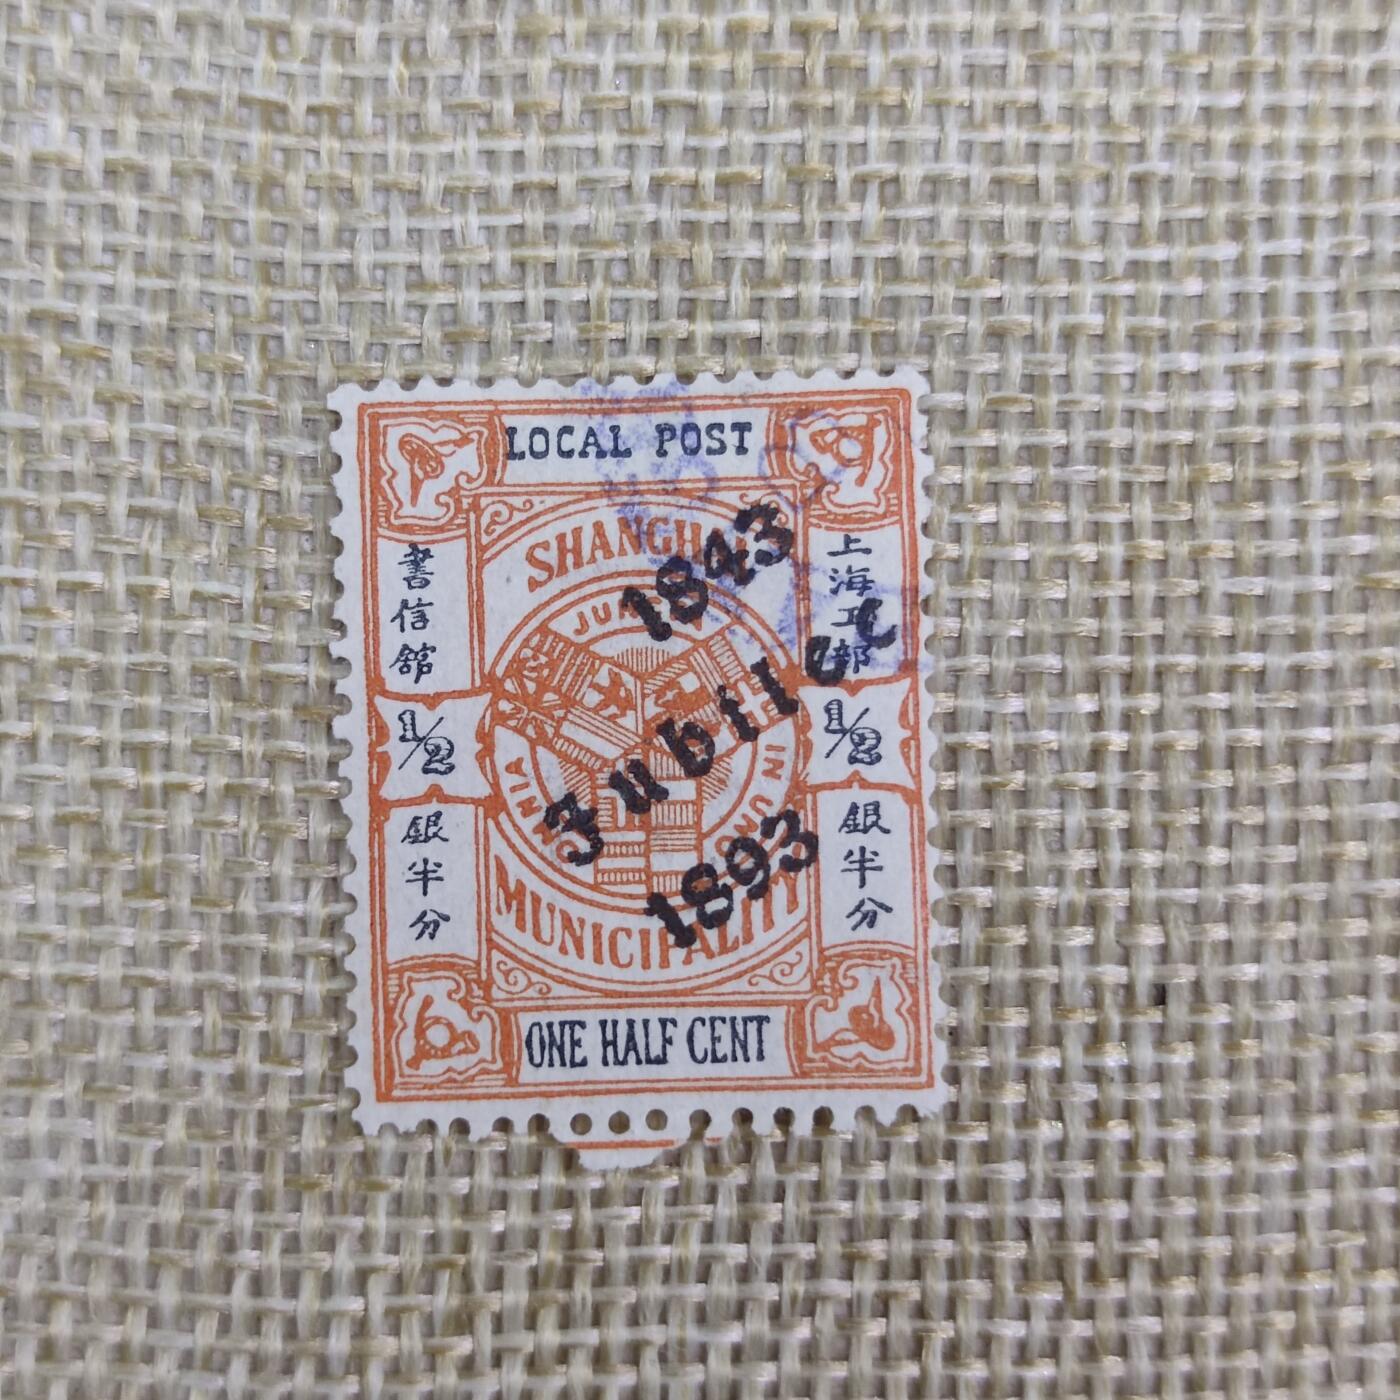 LOCAL POST
SHANGHAI
1843
Jubilee
1893
MUNICIPALITY
書信館
上海工部
1/2
1/2
銀半分
銀半分
ONE HALF CENT